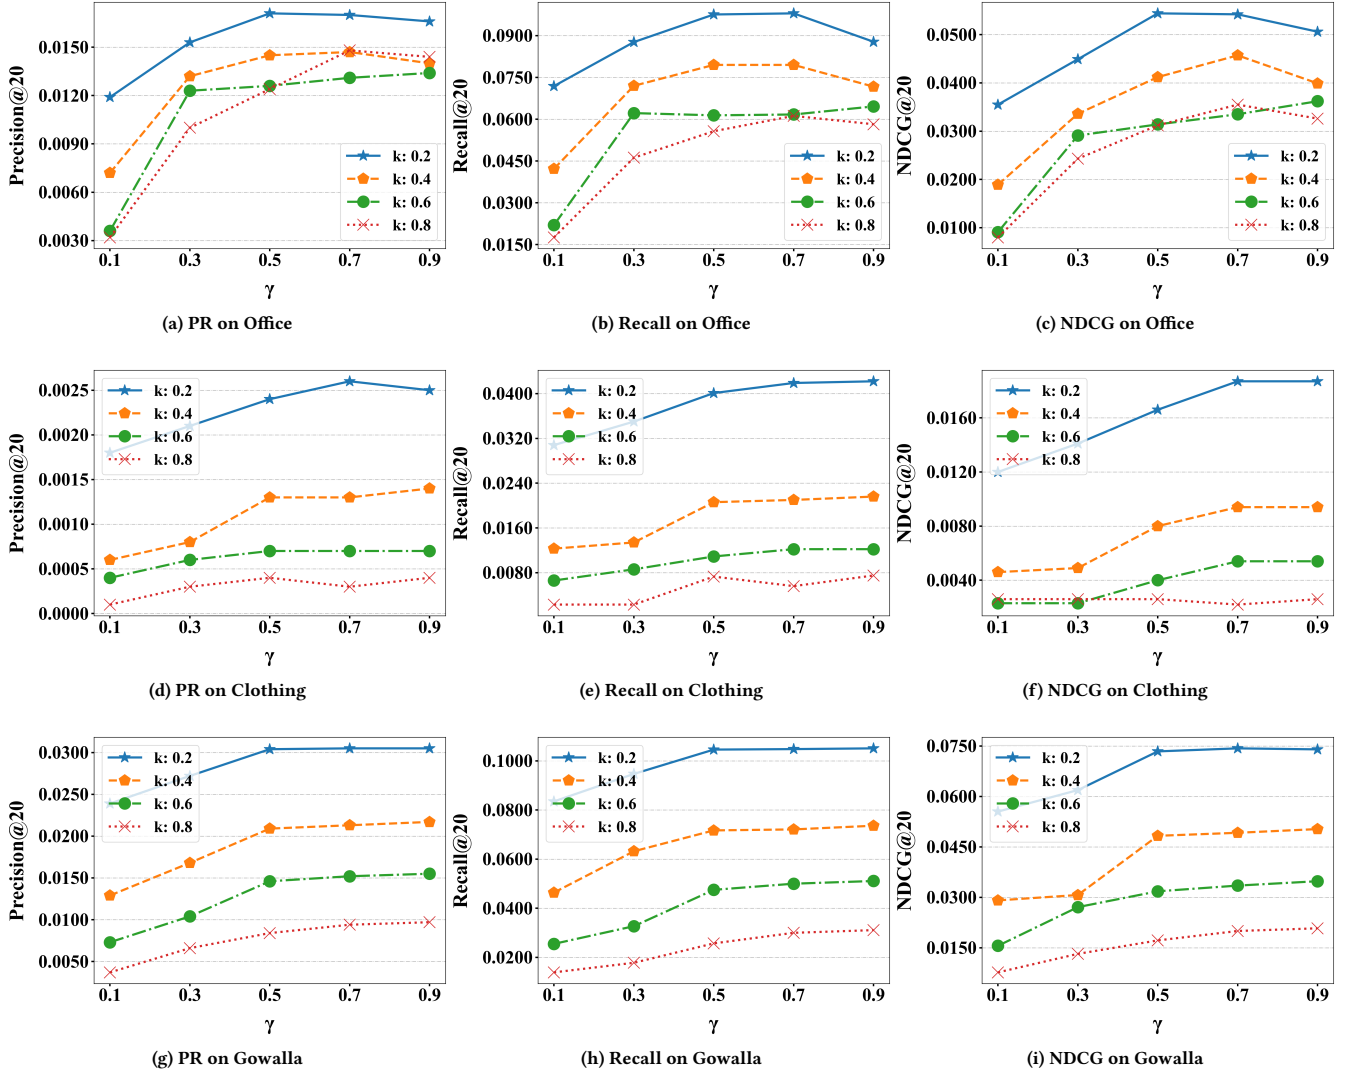 Precision@20
0.0150
0.0120
0.0090
0.0060
0.0030
k: 0.2
k: 0.4
k: 0.6
k: 0.8
0.1 0.3 0.5 0.7 0.9
γ
(a) PR on Office
Recall@20
0.0900
0.0750
0.0600
0.0450
0.0300
0.0150
k: 0.2
k: 0.4
k: 0.6
k: 0.8
0.1 0.3 0.5 0.7 0.9
γ
(b) Recall on Office
NDCG@20
0.0500
0.0400
0.0300
0.0200
0.0100
k: 0.2
k: 0.4
k: 0.6
k: 0.8
0.1 0.3 0.5 0.7 0.9
γ
(c) NDCG on Office
Precision@20
0.0025
0.0020
0.0015
0.0010
0.0005
0.0000
k: 0.2
k: 0.4
k: 0.6
k: 0.8
0.1 0.3 0.5 0.7 0.9
γ
(d) PR on Clothing
Recall@20
0.0400
0.0320
0.0240
0.0160
0.0080
k: 0.2
k: 0.4
k: 0.6
k: 0.8
0.1 0.3 0.5 0.7 0.9
γ
(e) Recall on Clothing
NDCG@20
0.0160
0.0120
0.0080
0.0040
k: 0.2
k: 0.4
k: 0.6
k: 0.8
0.1 0.3 0.5 0.7 0.9
γ
(f) NDCG on Clothing
Precision@20
0.0300
0.0250
0.0200
0.0150
0.0100
0.0050
k: 0.2
k: 0.4
k: 0.6
k: 0.8
0.1 0.3 0.5 0.7 0.9
γ
(g) PR on Gowalla
Recall@20
0.1000
0.0800
0.0600
0.0400
0.0200
k: 0.2
k: 0.4
k: 0.6
k: 0.8
0.1 0.3 0.5 0.7 0.9
γ
(h) Recall on Gowalla
NDCG@20
0.0750
0.0600
0.0450
0.0300
0.0150
k: 0.2
k: 0.4
k: 0.6
k: 0.8
0.1 0.3 0.5 0.7 0.9
γ
(i) NDCG on Gowalla